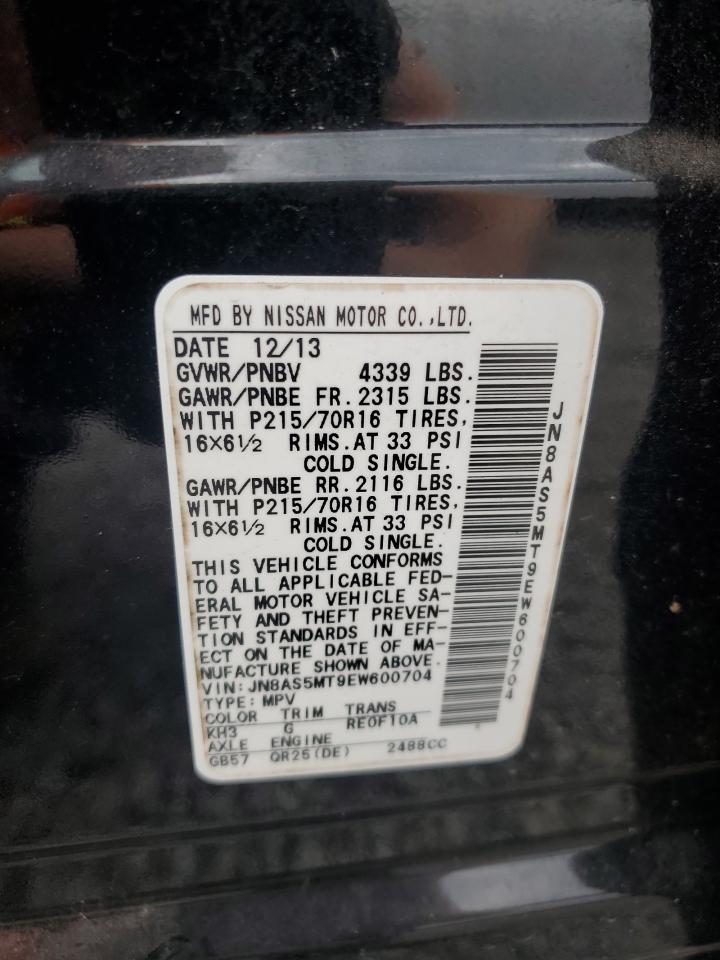 MFD BY NISSAN MOTOR CO.,LTD.
DATE 12/13
GVWR/PNBV 4339 LBS.
GAWR/PNBE FR.2315 LBS.
WITH P215/70R16 TIRES,
16X6½ RIMS.AT 33 PSI
COLD SINGLE.
GAWR/PNBE RR.2116 LBS.
WITH P215/70R16 TIRES,
16X6½ RIMS.AT 33 PSI
COLD SINGLE.
THIS VEHICLE CONFORMS
TO ALL APPLICABLE FED-
ERAL MOTOR VEHICLE SA-
FETY AND THEFT PREVEN-
TION STANDARDS IN EFF-
ECT ON THE DATE OF MA-
NUFACTURE SHOWN ABOVE.
VIN:JN8AS5MT9EW600704
TYPE:MPV
COLOR TRIM TRANS
KH3 G RE0F10A
AXLE ENGINE
GB57 QR25(DE) 2488CC
JN8AS5MT9EW600704